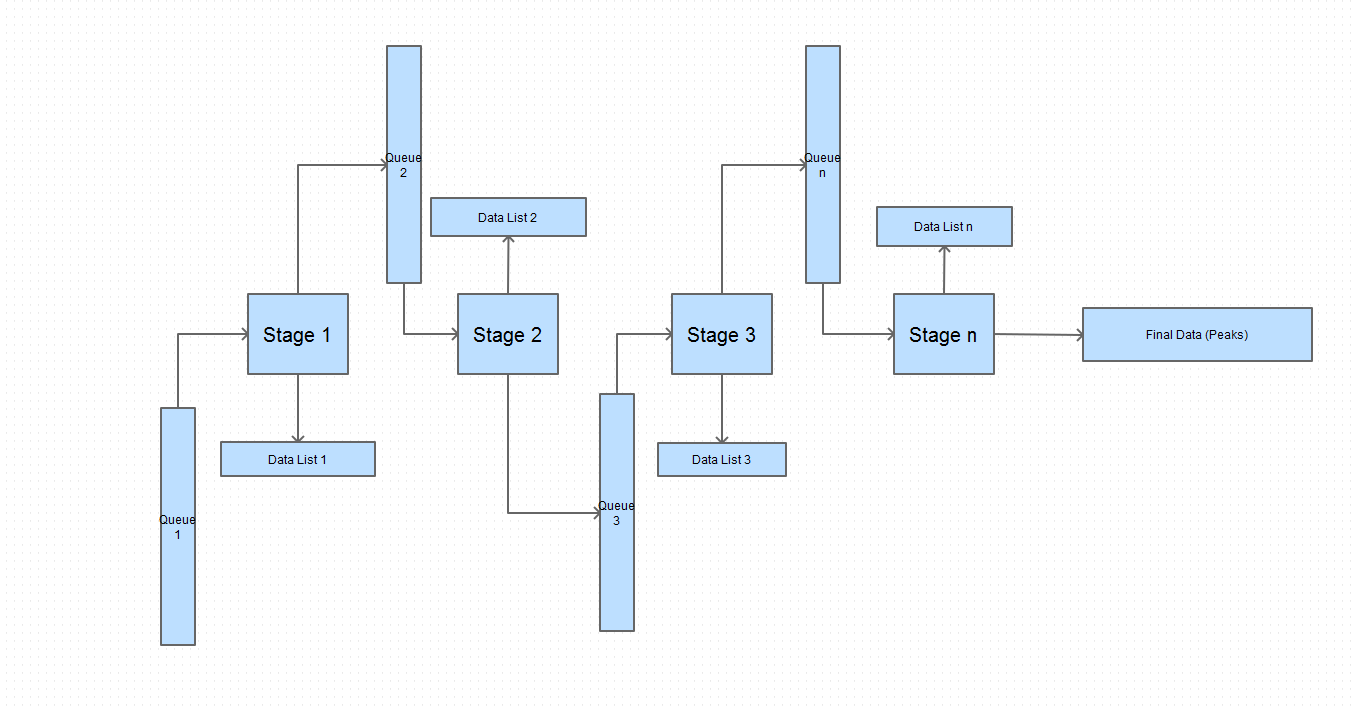 Queue
2
Queue
n
Data List 2
Data List n
Stage 1
Stage 2
Stage 3
Stage n
Final Data (Peaks)
Data List 1
Data List 3
Queue
1
Queue
3